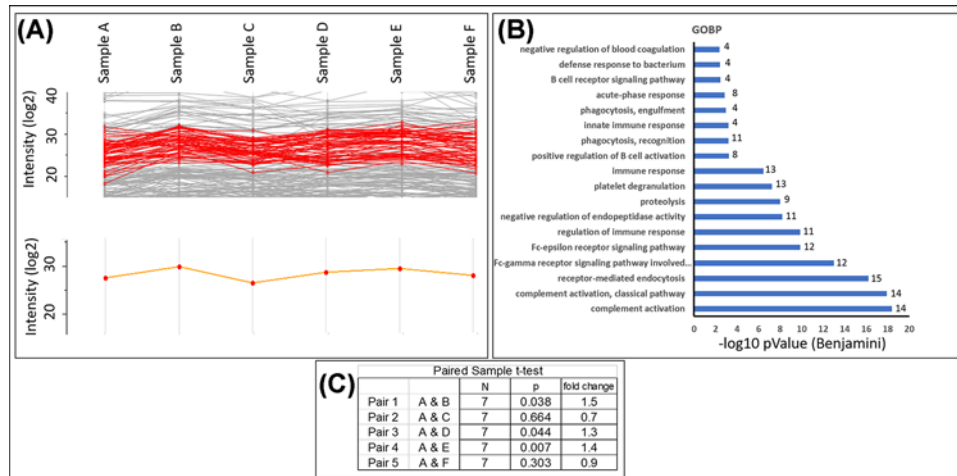 (A)
Sample A
Sample B
Sample C
Sample D
Sample E
Sample F
Intensity (log2)
40
30
20
Intensity (log2)
30
20
(B)
GOBP
negative regulation of blood coagulation 4
defense response to bacterium 4
B cell receptor signaling pathway 4
acute-phase response 8
phagocytosis, engulfment 4
innate immune response 4
phagocytosis, recognition 11
positive regulation of B cell activation 8
immune response 13
platelet degranulation 13
proteolysis 9
negative regulation of endopeptidase activity 11
regulation of immune response 11
Fc-epsilon receptor signaling pathway 12
Fc-gamma receptor signaling pathway involved... 12
receptor-mediated endocytosis 15
complement activation, classical pathway 14
complement activation 14
0 2 4 6 8 10 12 14 16 18 20
-log10 pValue (Benjamini)
(C)
Paired Sample t-test
N p fold change
Pair 1 A & B 7 0.038 1.5
Pair 2 A & C 7 0.664 0.7
Pair 3 A & D 7 0.044 1.3
Pair 4 A & E 7 0.007 1.4
Pair 5 A & F 7 0.303 0.9